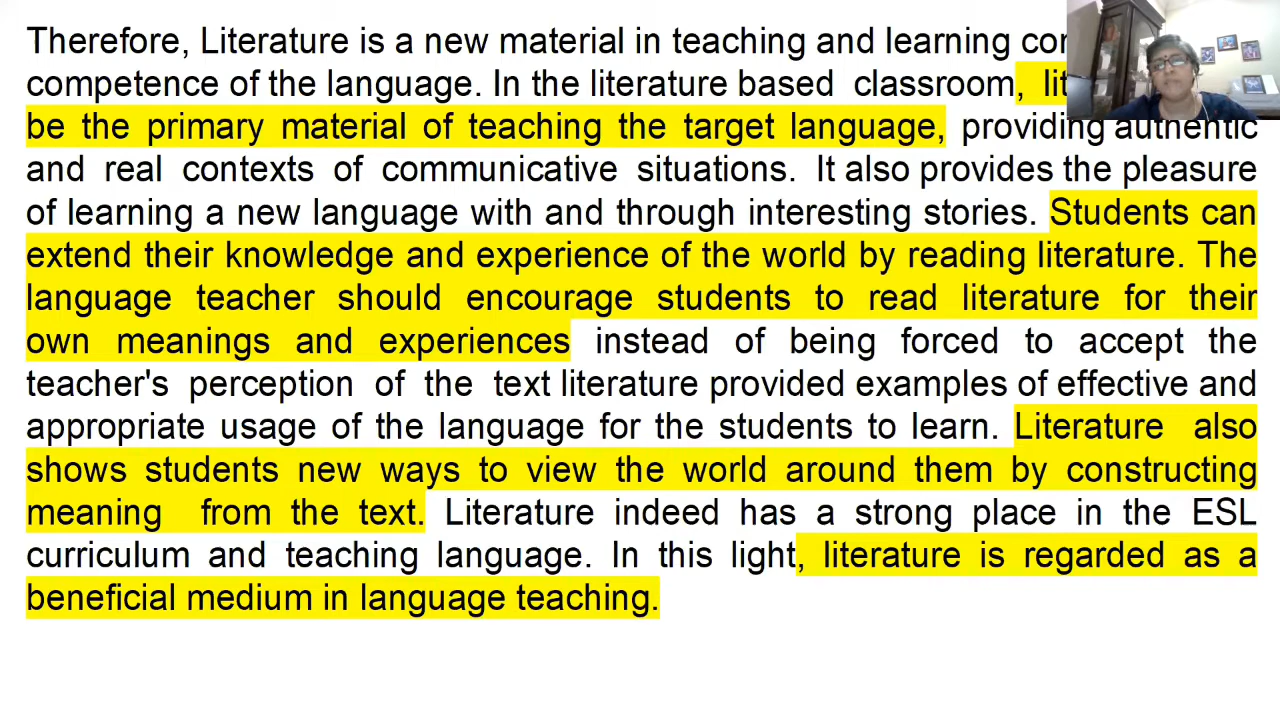 Therefore, Literature is a new material in teaching and learning
competence of the language. In the literature based classroom,
be the primary material of teaching the target language, providing authentic
and real contexts of communicative situations. It also provides the pleasure
of learning a new language with and through interesting stories. Students can
extend their knowledge and experience of the world by reading literature. The
language teacher should encourage students to read literature for their
own meanings and experiences instead of being forced to accept the
teacher's perception of the text literature provided examples of effective and
appropriate usage of the language for the students to learn. Literature also
shows students new ways to view the world around them by constructing
meaning from the text. Literature indeed has a strong place in the ESL
curriculum and teaching language. In this light, literature is regarded as a
beneficial medium in language teaching.